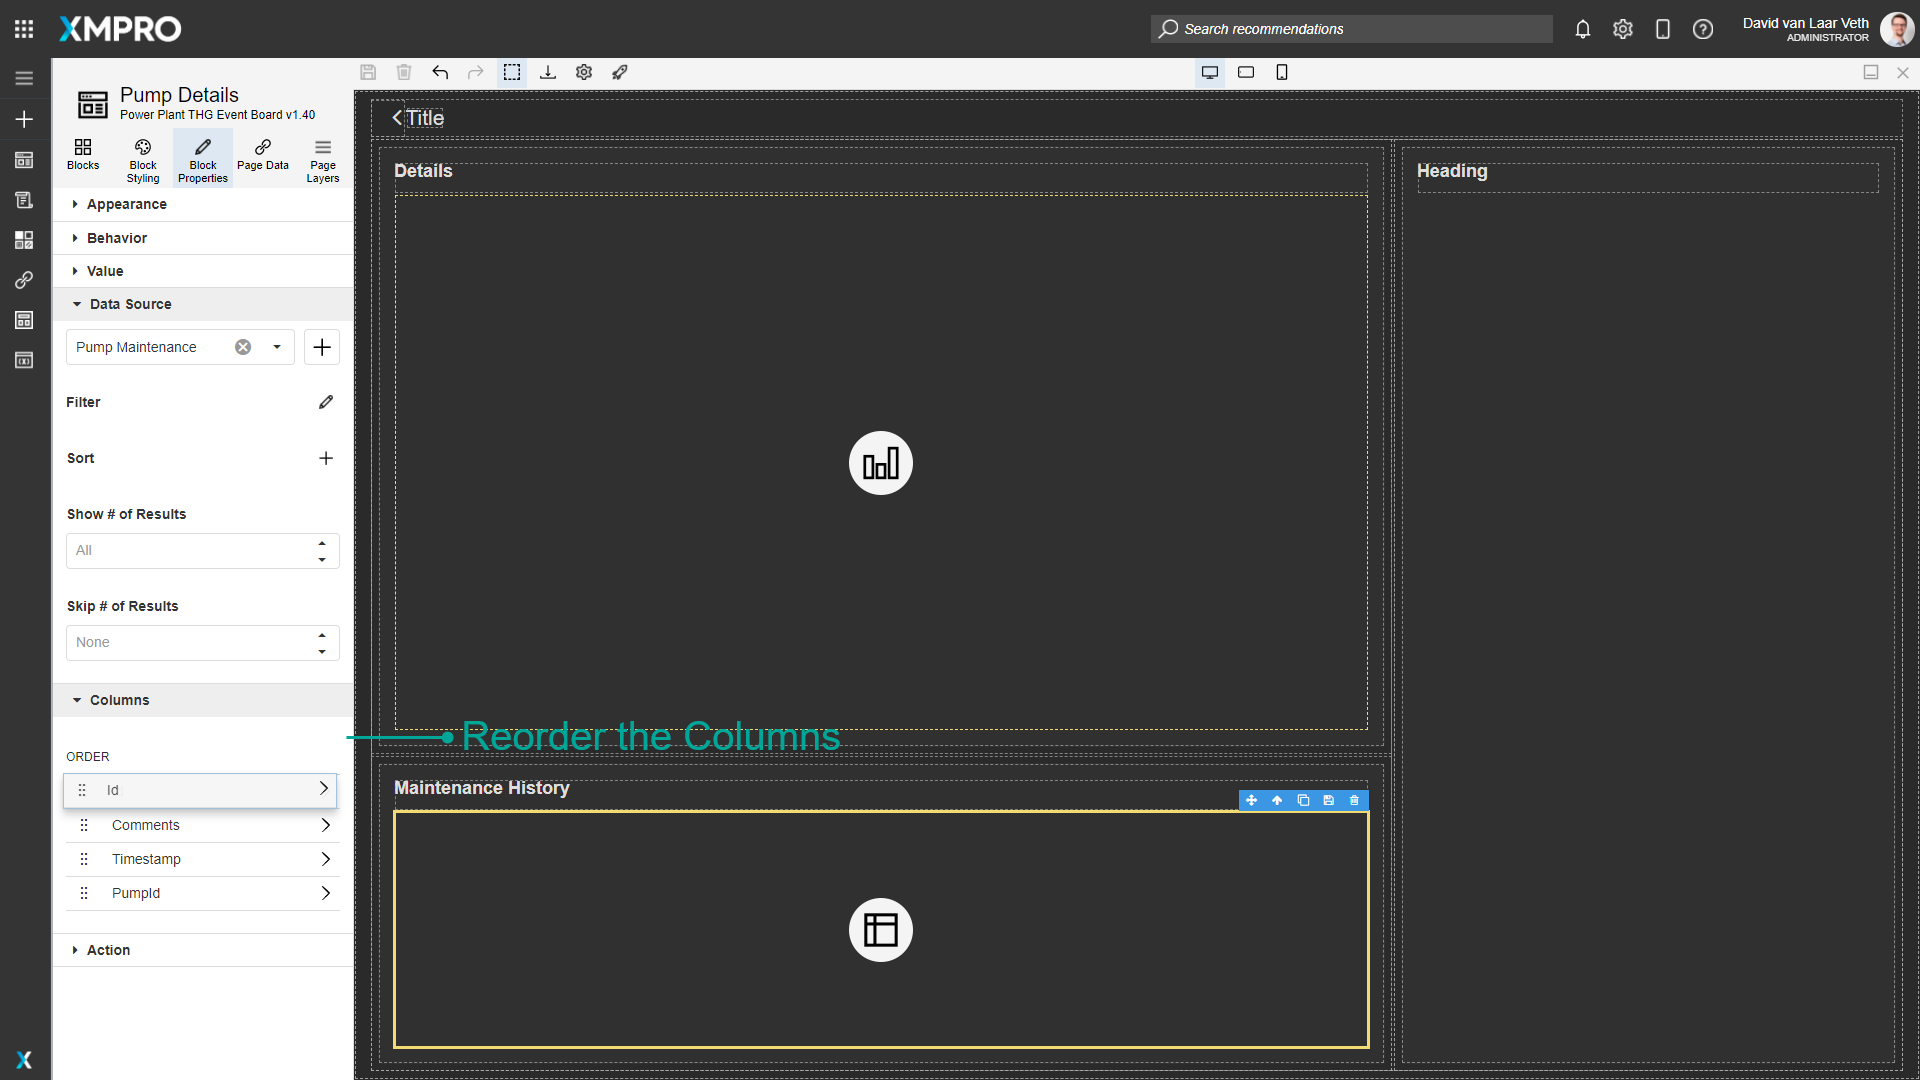 XMPRO
Search recommendations
David van Laar Veth
ADMINISTRATOR
Pump Details
Power Plant THG Event Board v1.40
Blocks
Block Styling
Block Properties
Page Data
Page Layers
Appearance
Behavior
Value
Data Source
Pump Maintenance
Filter
Sort
Show # of Results
All
Skip # of Results
None
Columns
ORDER
Id
Comments
Timestamp
PumpId
Action
Title
Details
Heading
Reorder the Columns
Maintenance History